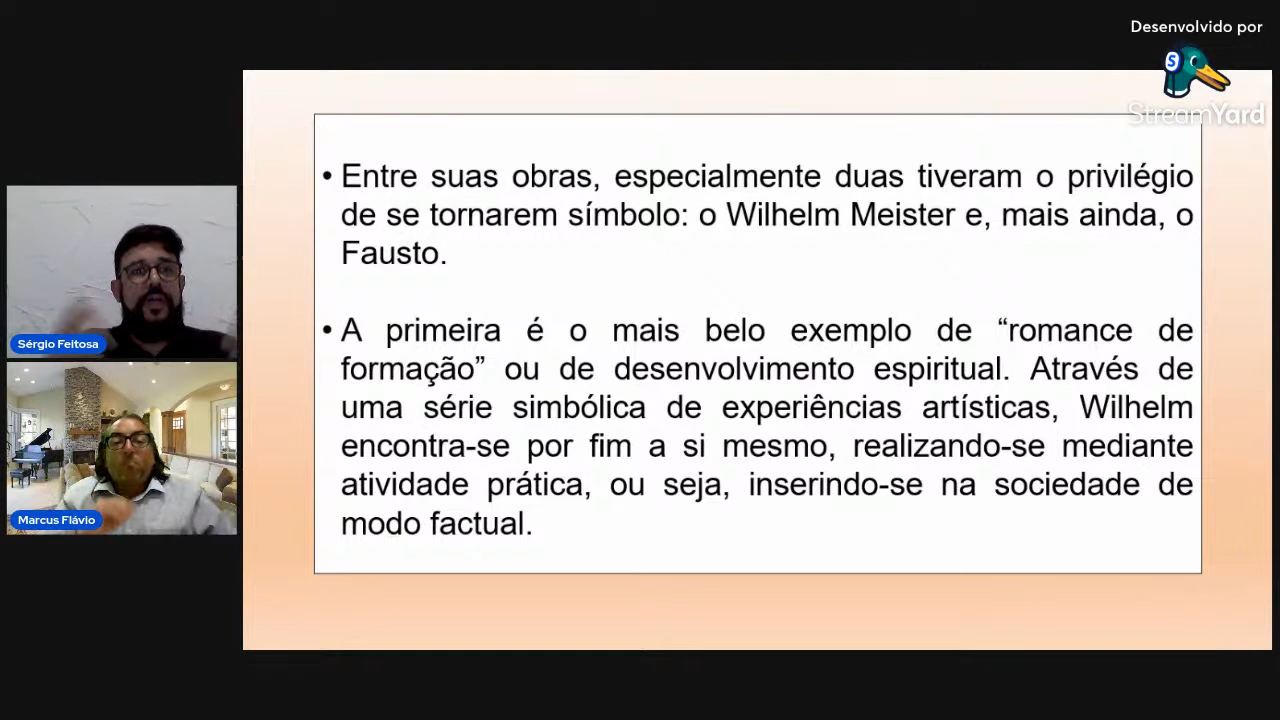 Desenvolvido por
StreamYard
• Entre suas obras, especialmente duas tiveram o privilégio
de se tornarem símbolo: o Wilhelm Meister e, mais ainda, o
Fausto.
• A primeira é o mais belo exemplo de “romance de
formação” ou de desenvolvimento espiritual. Através de
uma série simbólica de experiências artísticas, Wilhelm
encontra-se por fim a si mesmo, realizando-se mediante
atividade prática, ou seja, inserindo-se na sociedade de
modo factual.
Sérgio Feitosa
Marcus Flávio